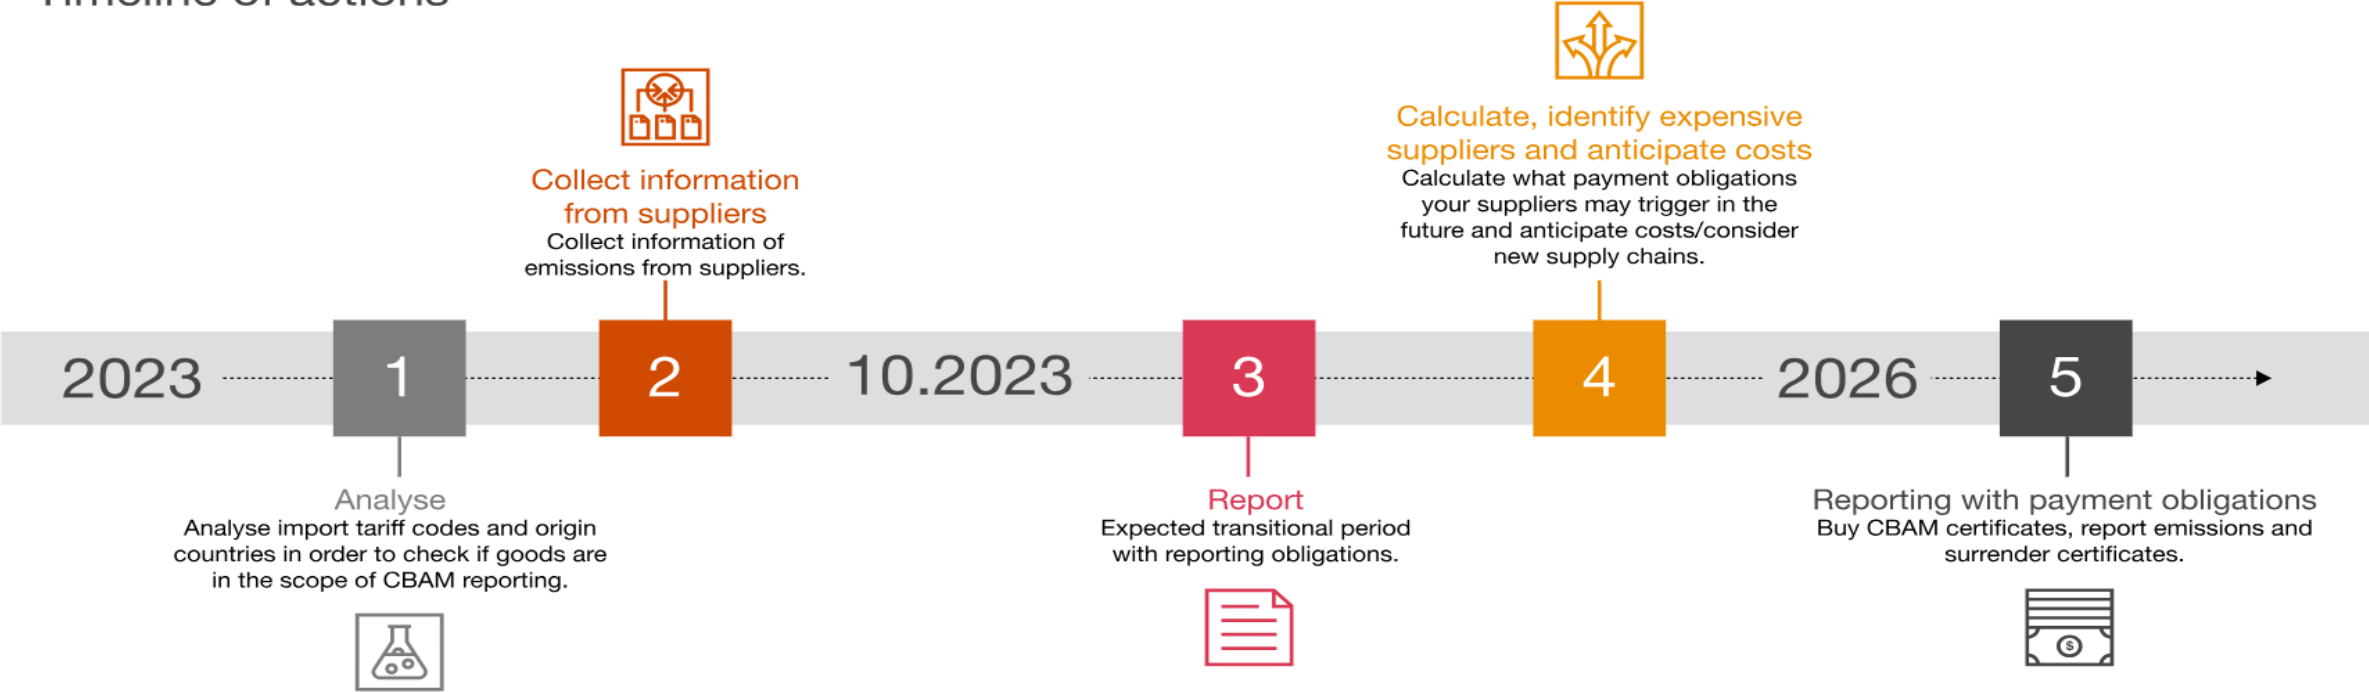 Timeline of actions
Collect information
from suppliers
Collect information of
emissions from suppliers.
Calculate, identify expensive
suppliers and anticipate costs
Calculate what payment obligations
your suppliers may trigger in the
future and anticipate costs/consider
new supply chains.
2023 1 2 10.2023 3 4 2026 5
Analyse
Analyse import tariff codes and origin
countries in order to check if goods are
in the scope of CBAM reporting.
Report
Expected transitional period
with reporting obligations.
Reporting with payment obligations
Buy CBAM certificates, report emissions and
surrender certificates.
$